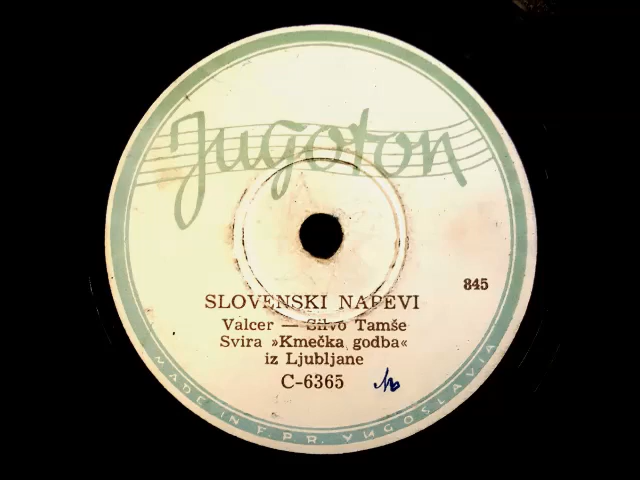 Jugoton
845
SLOVENSKI NAPEVI
Valcer — Silvo Tamše
Svira »Kmečka godba«
iz Ljubljane
C-6365
MADE IN F.P.R. YUGOSLAVIA